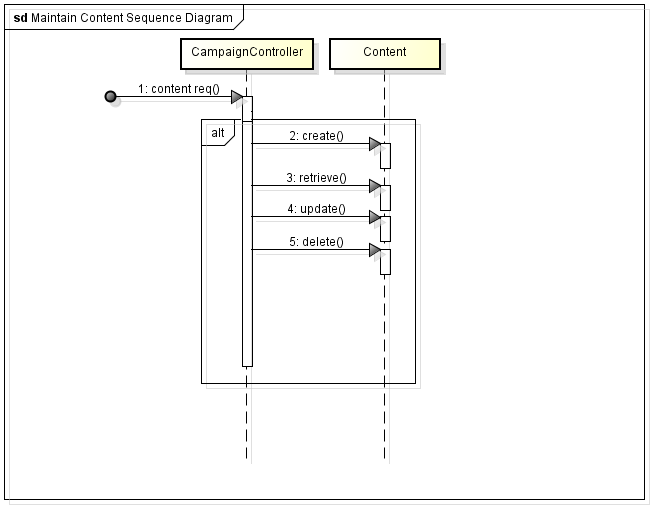 sd Maintain Content Sequence Diagram
CampaignController
Content
1: content req()
alt
2: create()
3: retrieve()
4: update()
5: delete()